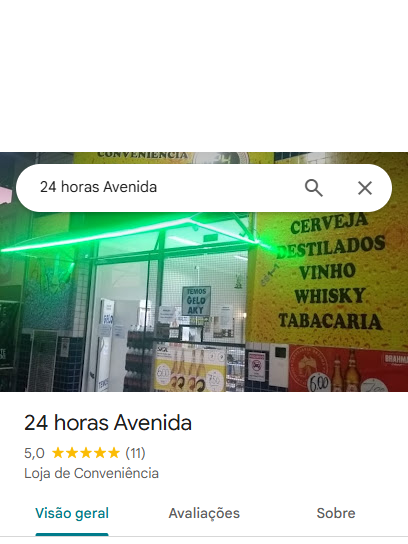 CONVENIÊNCIA
24 horas Avenida
CERVEJA
DESTILADOS
VINHO
WHISKY
TABACARIA
TEMOS
GELO
AKY
BRAHMA
6,00
24 horas Avenida
5,0 ★★★★★ (11)
Loja de Conveniência
Visão geral Avaliações Sobre